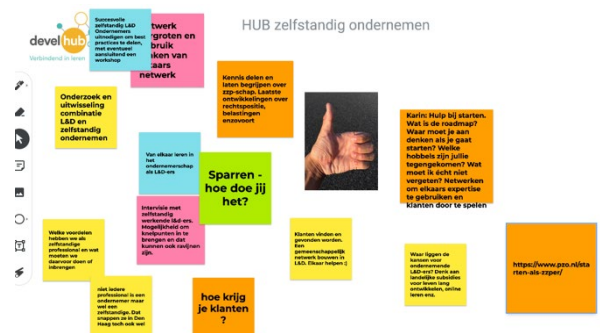 HUB zelfstandig ondernemen
devel hub
Verbindend in leren
Succesvolle
zelfstandig L&D
Ondernemers
uitnodigen om best
practices te delen,
met eventueel
aansluitend een
workshop
twerk
rgroten en
bruik
aken van
kaars
netwerk
Kennis delen en
laten begrijpen over
zzp-schap. Laatste
ontwikkelingen over
rechtspositie,
belastingen
enzovoort
Onderzoek en
uitwisseling
combinatie
L&D en
zelfstandig
ondernemen
Karin: Hulp bij starten.
Wat is de roadmap?
Waar moet je aan
denken als je gaat
starten? Welke
hobbels zijn jullie
tegengekomen? Wat
moet ik écht niet
vergeten? Netwerken
om elkaars expertise
te gebruiken en
klanten door te spelen
Van elkaar leren in
het
ondernemerschap
als L&D-ers
Sparren -
hoe doe jij
het?
Intervisie met
zelfstandig
werkende l&d-ers.
Mogelijkheid om
knelpunten in te
brengen en dat
kunnen ook ravijnen
zijn.
Welke voordelen
hebben we als
zelfstandige
professional en wat
moeten we
daarvoor doen of
inbrengen
Klanten vinden en
gevonden worden.
Een
gemeenschappelijk
netwerk bouwen in
L&D. Elkaar helpen :)
Waar liggen de
kansen voor
ondernemende
L&D-ers? Denk aan
landelijke subsidies
voor leven lang
ontwikkelen, online
leren enz.
https://www.pzo.nl/sta
rten-als-zzper/
niet iedere
professional is een
ondernemer maar
wel een
zelfstandige. Dat
snappen ze in Den
Haag toch ook wel
hoe krijg
je klanten
?